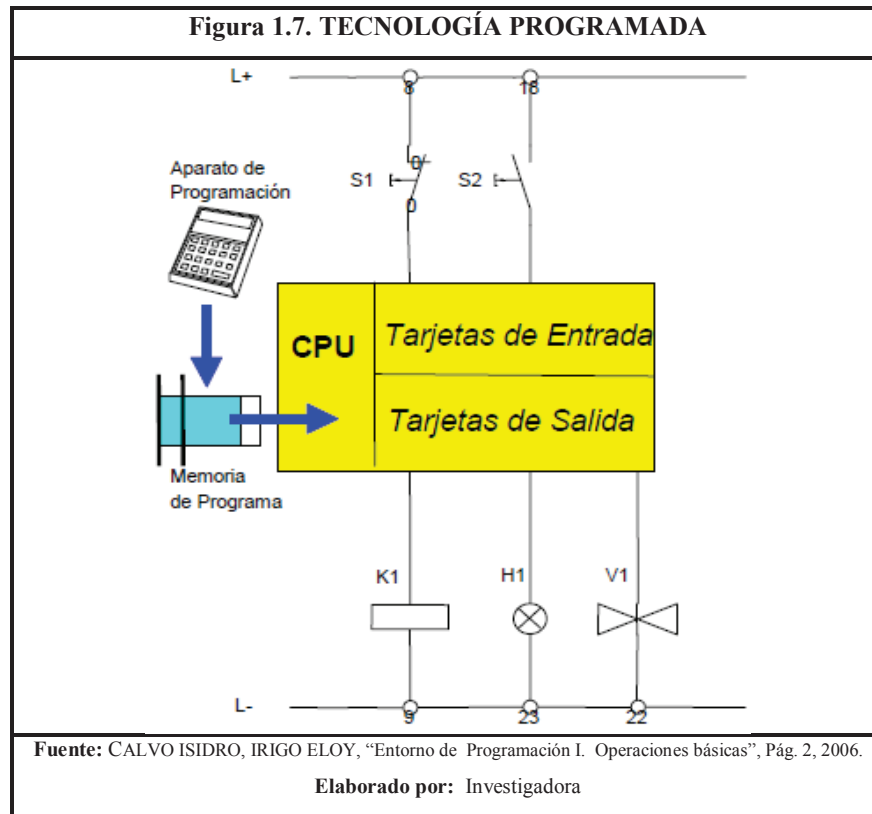 Figura 1.7. TECNOLOGÍA PROGRAMADA
L+
8
18
Aparato de
Programación
S1
0
0
S2
CPU
Tarjetas de Entrada
Tarjetas de Salida
Memoria
de Programa
K1
H1
V1
L-
9
23
22
Fuente: CALVO ISIDRO, IRIGO ELOY, “Entorno de Programación I. Operaciones básicas”, Pág. 2, 2006.
Elaborado por: Investigadora